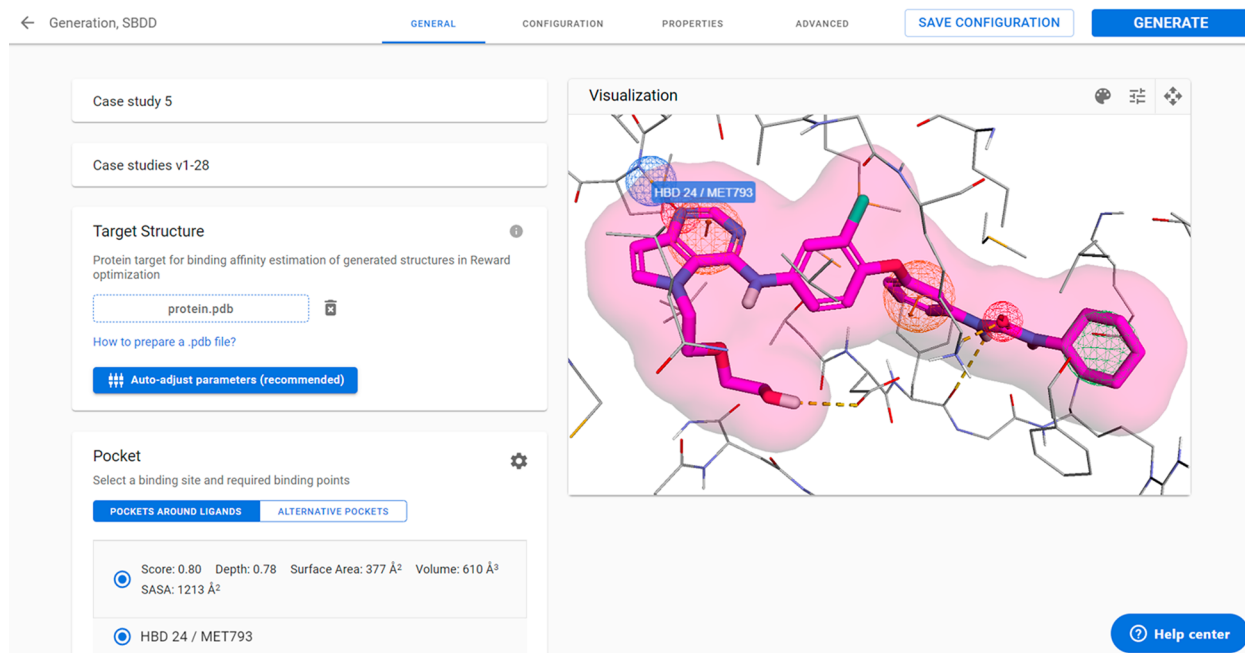 Generation, SBDD
GENERAL
CONFIGURATION
PROPERTIES
ADVANCED
SAVE CONFIGURATION
GENERATE
Case study 5
Case studies v1-28
Target Structure
Protein target for binding affinity estimation of generated structures in Reward
optimization
protein.pdb
How to prepare a .pdb file?
Auto-adjust parameters (recommended)
Pocket
Select a binding site and required binding points
POCKETS AROUND LIGANDS
ALTERNATIVE POCKETS
Score: 0.80 Depth: 0.78 Surface Area: 377 Å² Volume: 610 Å³
SASA: 1213 Å²
HBD 24 / MET793
Visualization
HBD 24 / MET793
Help center